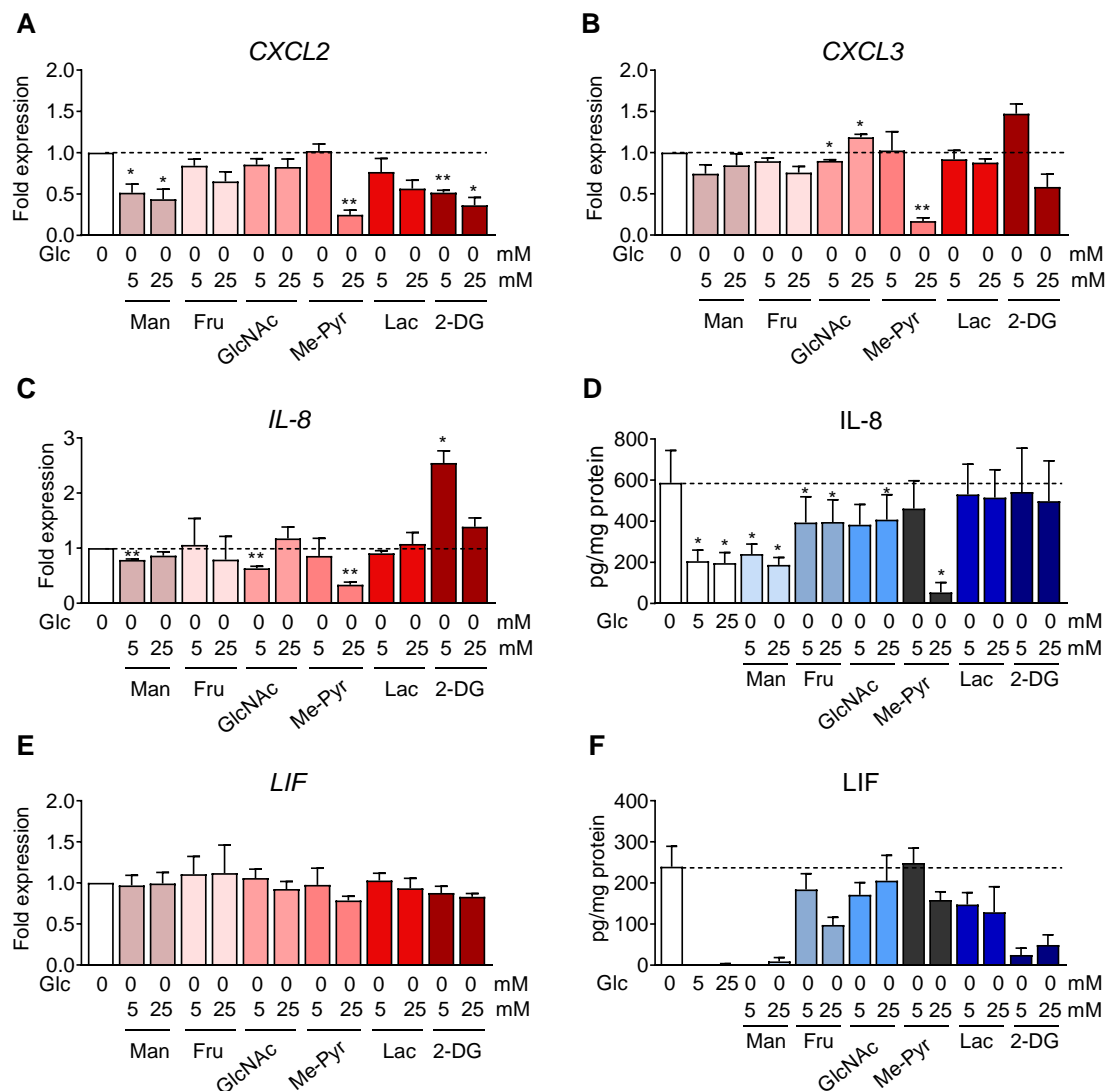 A
CXCL2
Fold expression
2.0
1.5
1.0
0.5
0.0
* * ** ** *
Glc 0 0 0 0 0 0 0 0 0 0 0 0 0 mM
5 25 5 25 5 25 5 25 5 25 5 25 mM
Man Fru GlcNAc Me-Pyr Lac 2-DG
B
CXCL3
Fold expression
2.0
1.5
1.0
0.5
0.0
* * **
Glc 0 0 0 0 0 0 0 0 0 0 0 0 0 mM
5 25 5 25 5 25 5 25 5 25 5 25 mM
Man Fru GlcNAc Me-Pyr Lac 2-DG
C
IL-8
Fold expression
3
2
1
0
** ** ** *
Glc 0 0 0 0 0 0 0 0 0 0 0 0 0 mM
5 25 5 25 5 25 5 25 5 25 5 25 mM
Man Fru GlcNAc Me-Pyr Lac 2-DG
D
IL-8
pg/mg protein
800
600
400
200
0
* * * * * * * *
Glc 0 5 25 0 0 0 0 0 0 0 0 0 0 0 0 mM
5 25 5 25 5 25 5 25 5 25 5 25 mM
Man Fru GlcNAc Me-Pyr Lac 2-DG
E
LIF
Fold expression
2.0
1.5
1.0
0.5
0.0
Glc 0 0 0 0 0 0 0 0 0 0 0 0 0 mM
5 25 5 25 5 25 5 25 5 25 5 25 mM
Man Fru GlcNAc Me-Pyr Lac 2-DG
F
LIF
pg/mg protein
400
300
200
100
0
Glc 0 5 25 0 0 0 0 0 0 0 0 0 0 0 0 mM
5 25 5 25 5 25 5 25 5 25 5 25 mM
Man Fru GlcNAc Me-Pyr Lac 2-DG